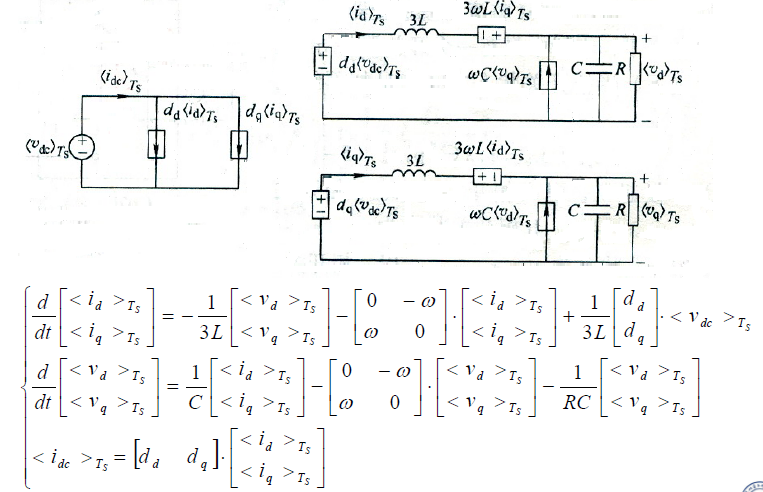 ⟨i_d⟩_Ts 3L 3ωL⟨i_q⟩_Ts
+ − d_d⟨v_dc⟩_Ts − + ωC⟨v_q⟩_Ts C R + ⟨v_d⟩_Ts −
⟨i_dc⟩_Ts
⟨v_dc⟩_Ts + − d_d⟨i_d⟩_Ts d_q⟨i_q⟩_Ts
⟨i_q⟩_Ts 3L 3ωL⟨i_d⟩_Ts
+ − d_q⟨v_dc⟩_Ts + − ωC⟨v_d⟩_Ts C R + ⟨v_q⟩_Ts −
d/dt [< i_d >_Ts ; < i_q >_Ts] = − 1/3L [< v_d >_Ts ; < v_q >_Ts] − [0 − ω ; ω 0] · [< i_d >_Ts ; < i_q >_Ts] + 1/3L [d_d ; d_q] · < v_dc >_Ts
d/dt [< v_d >_Ts ; < v_q >_Ts] = 1/C [< i_d >_Ts ; < i_q >_Ts] − [0 − ω ; ω 0] · [< v_d >_Ts ; < v_q >_Ts] − 1/RC [< v_d >_Ts ; < v_q >_Ts]
< i_dc >_Ts = [d_d d_q] · [< i_d >_Ts ; < i_q >_Ts]